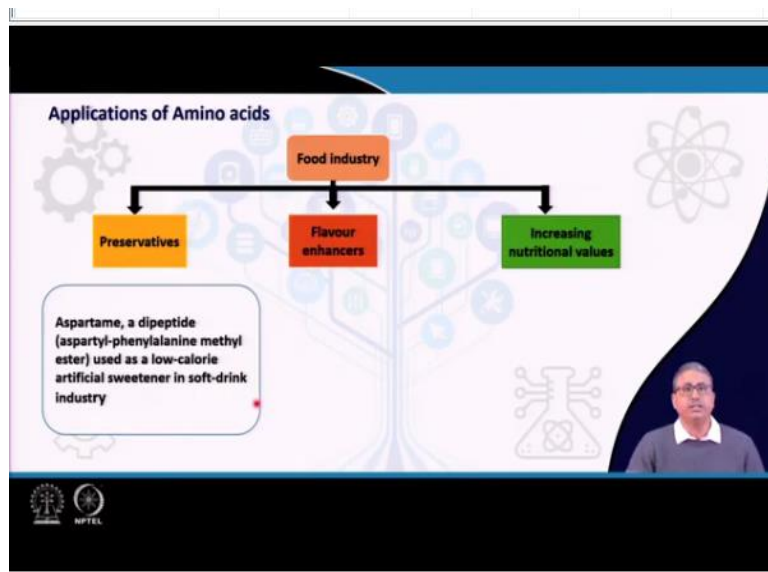 Applications of Amino acids
Food industry
Preservatives
Flavour
enhancers
Increasing
nutritional values
Aspartame, a dipeptide
(aspartyl-phenylalanine methyl
ester) used as a low-calorie
artificial sweetener in soft-drink
industry
NPTEL